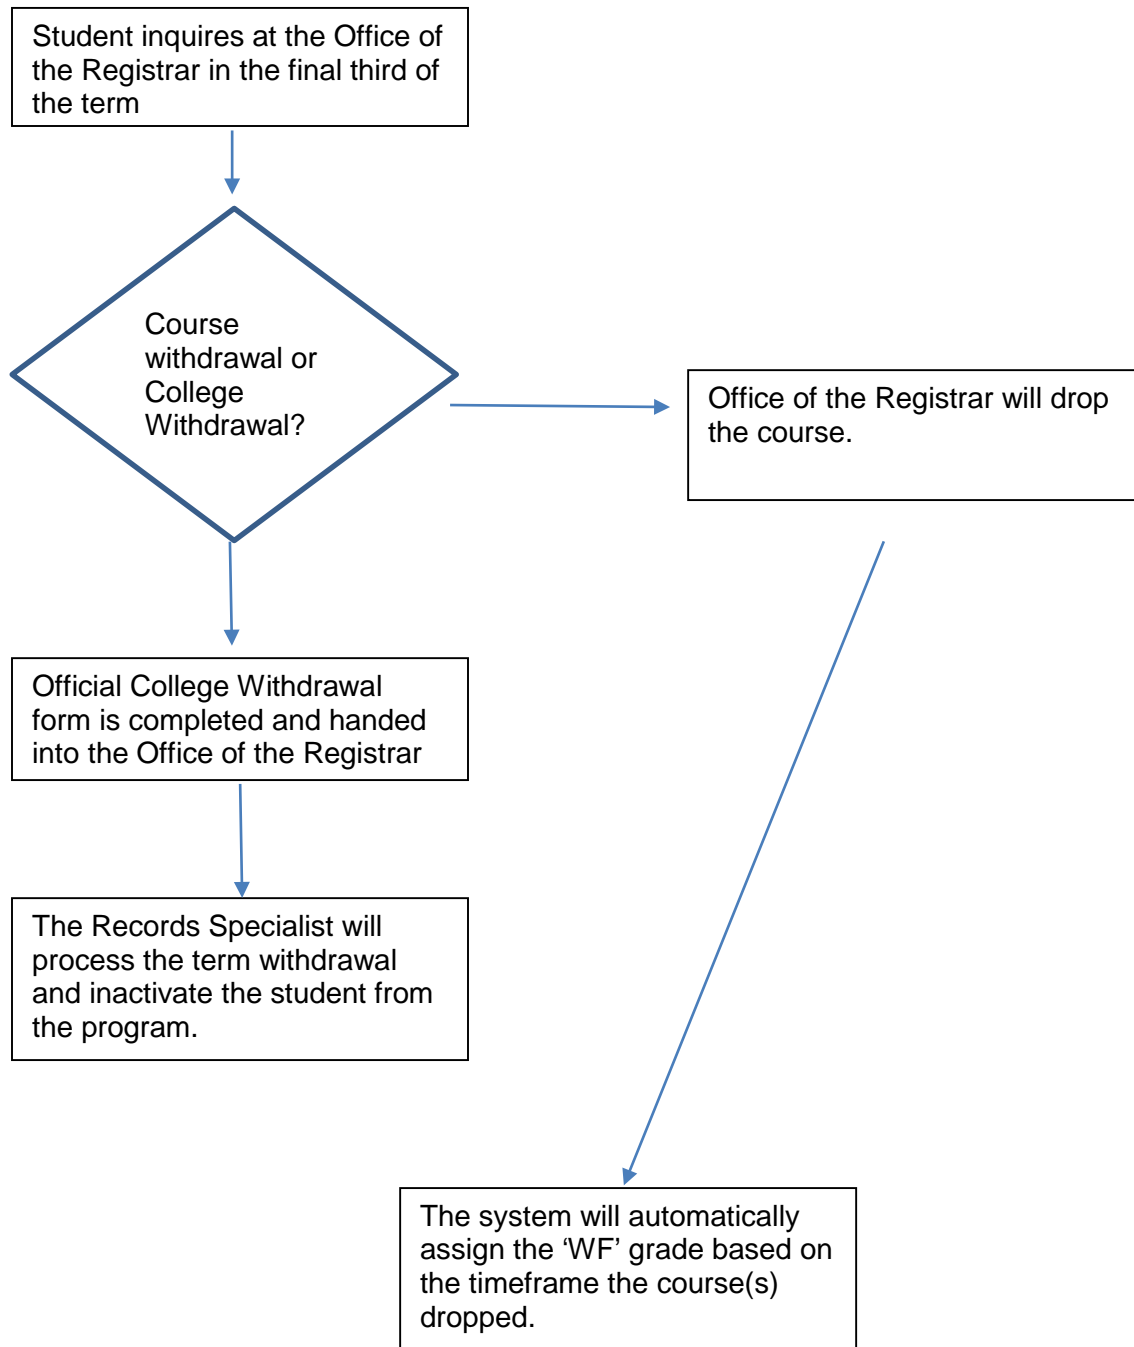 Student inquires at the Office of
the Registrar in the final third of
the term
Course
withdrawal or
College
Withdrawal?
Office of the Registrar will drop
the course.
Official College Withdrawal
form is completed and handed
into the Office of the Registrar
The Records Specialist will
process the term withdrawal
and inactivate the student from
the program.
The system will automatically
assign the ‘WF’ grade based on
the timeframe the course(s)
dropped.